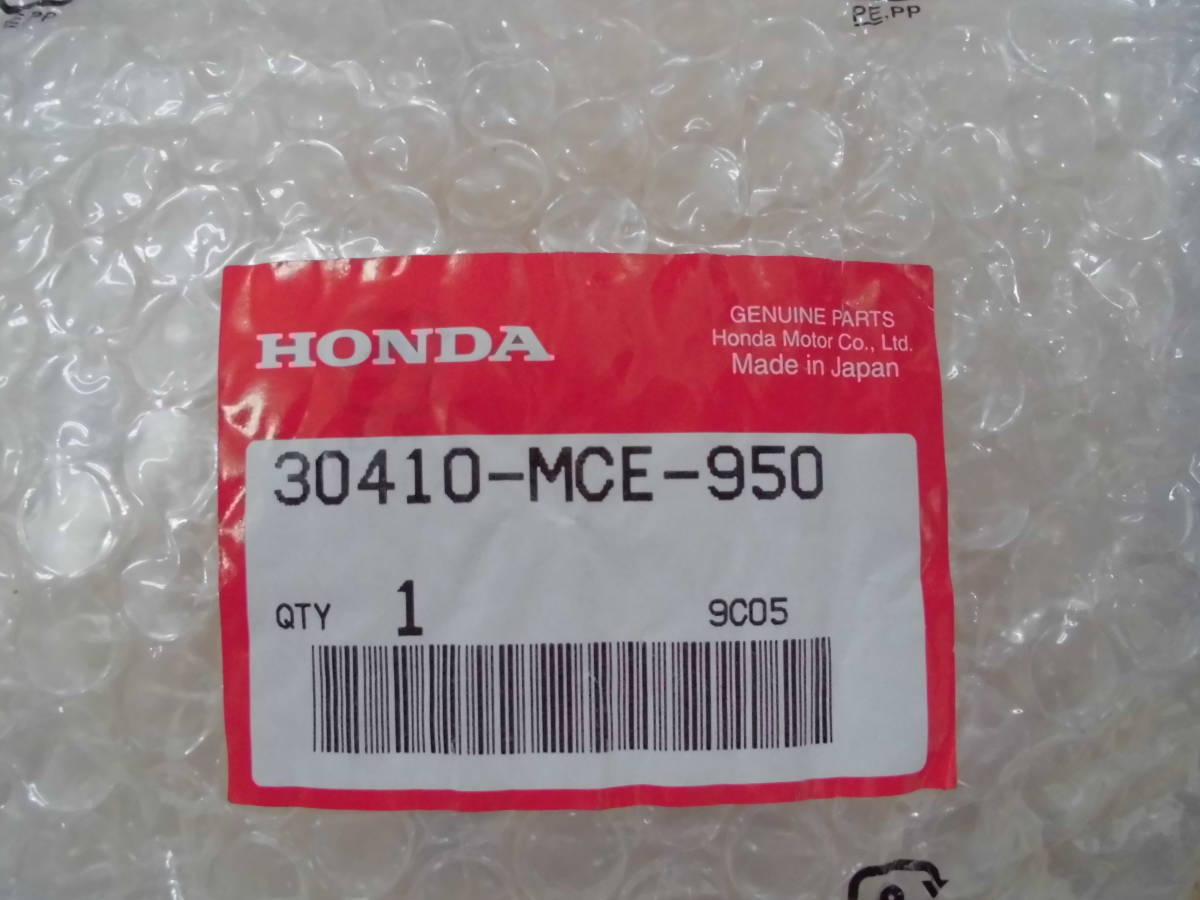 PE,PP
HONDA
GENUINE PARTS
Honda Motor Co., Ltd.
Made in Japan
30410-MCE-950
QTY 1 9C05